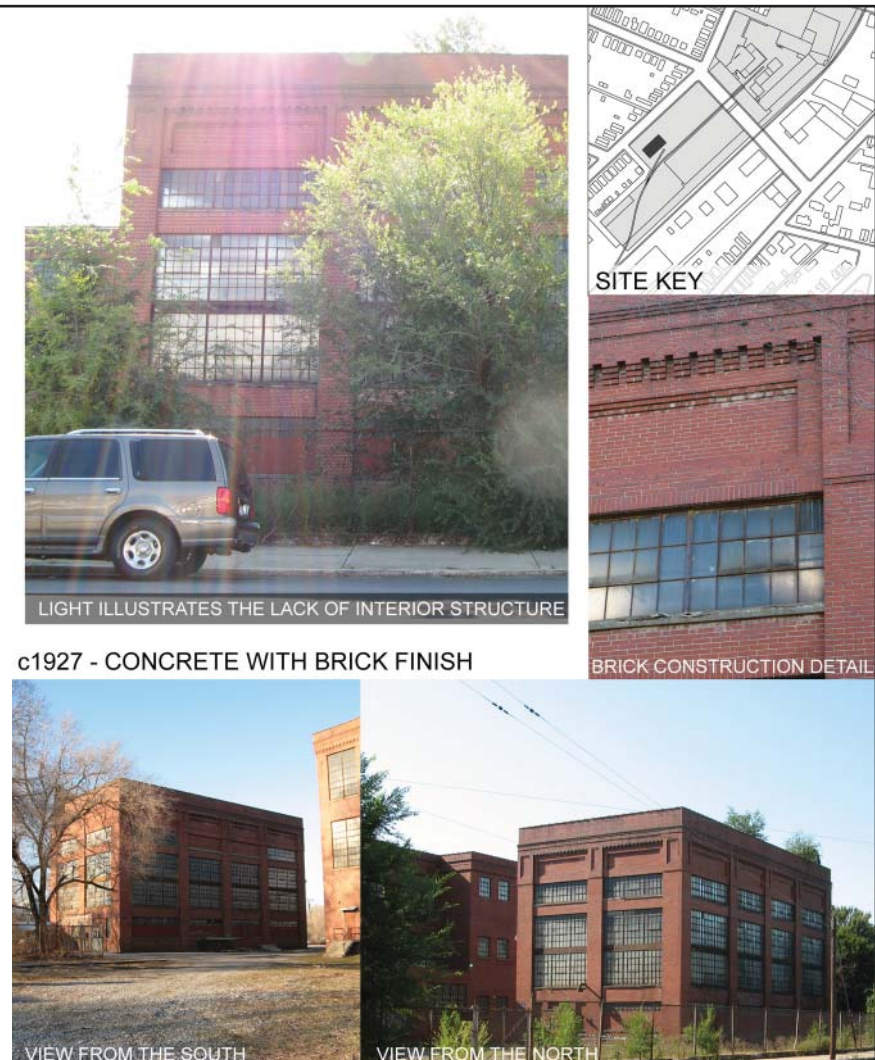 SITE KEY
LIGHT ILLUSTRATES THE LACK OF INTERIOR STRUCTURE
c1927 - CONCRETE WITH BRICK FINISH
BRICK CONSTRUCTION DETAIL
VIEW FROM THE SOUTH
VIEW FROM THE NORTH